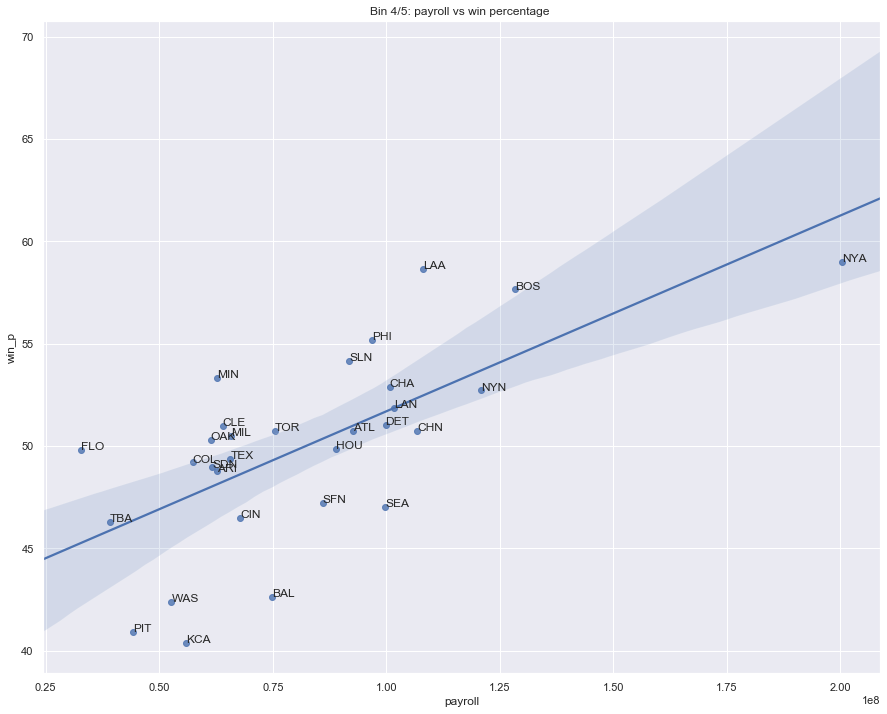 Bin 4/5: payroll vs win percentage
70
65
60
55
50
45
40
win_p
LAA
NYA
BOS
PHI
SLN
MIN
CHA
NYN
LAN
CLE
DET
MIL
TOR
ATL
CHN
OAK
FLO
HOU
TEX
COL
SDN
ARI
SFN
SEA
CIN
TBA
BAL
WAS
PIT
KCA
0.25
0.50
0.75
1.00
1.25
1.50
1.75
2.00
1e8
payroll